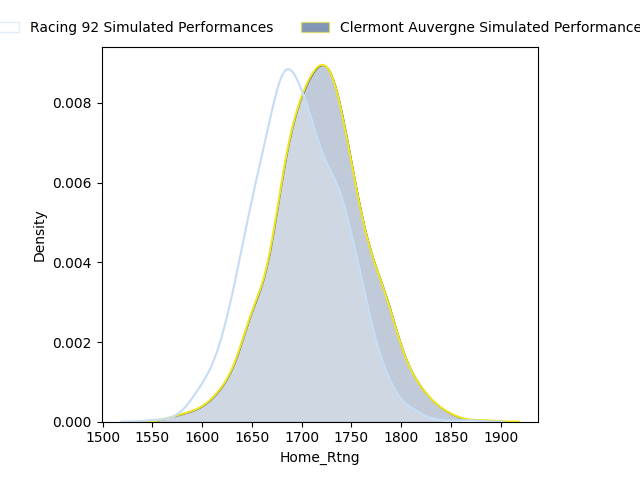 Racing 92 Simulated Performances Clermont Auvergne Simulated Performance
0.008
0.006
0.004
0.002
0.000
Density
1500 1550 1600 1650 1700 1750 1800 1850 1900
Home_Rtng